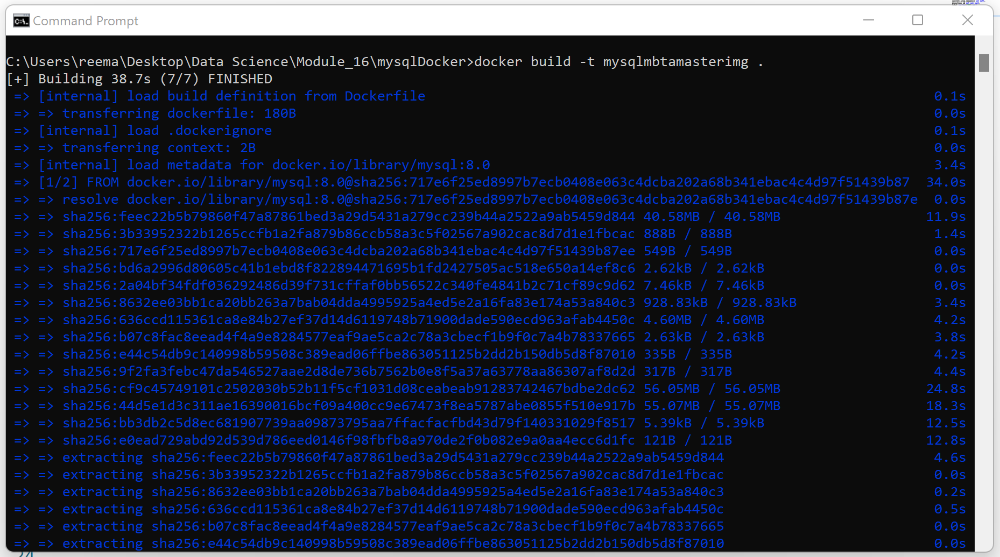 current_stop_sequence int null,
direction_id int not null,
Command Prompt
C:\Users\reema\Desktop\Data Science\Module_16\mysqlDocker>docker build -t mysqlmbtamasterimg .
[+] Building 38.7s (7/7) FINISHED
=> [internal] load build definition from Dockerfile 0.1s
=> => transferring dockerfile: 180B 0.0s
=> [internal] load .dockerignore 0.1s
=> => transferring context: 2B 0.0s
=> [internal] load metadata for docker.io/library/mysql:8.0 3.4s
=> [1/2] FROM docker.io/library/mysql:8.0@sha256:717e6f25ed8997b7ecb0408e063c4dcba202a68b341ebac4c4d97f51439b87 34.0s
=> => resolve docker.io/library/mysql:8.0@sha256:717e6f25ed8997b7ecb0408e063c4dcba202a68b341ebac4c4d97f51439b87e 0.0s
=> => sha256:feec22b5b79860f47a87861bed3a29d5431a279cc239b44a2522a9ab5459d844 40.58MB / 40.58MB 11.9s
=> => sha256:3b33952322b1265ccfb1a2fa879b86ccb58a3c5f02567a902cac8d7d1e1fbcac 888B / 888B 1.4s
=> => sha256:717e6f25ed8997b7ecb0408e063c4dcba202a68b341ebac4c4d97f51439b87ee 549B / 549B 0.0s
=> => sha256:bd6a2996d80605c41b1ebd8f822894471695b1fd2427505ac518e650a14ef8c6 2.62kB / 2.62kB 0.0s
=> => sha256:2a04bf34fdf036292486d39f731cffaf0bb56522c340fe4841b2c71cf89c9d62 7.46kB / 7.46kB 0.0s
=> => sha256:8632ee03bb1ca20bb263a7bab04dda4995925a4ed5e2a16fa83e174a53a840c3 928.83kB / 928.83kB 3.4s
=> => sha256:636ccd115361ca8e84b27ef37d14d6119748b71900dade590ecd963afab4450c 4.60MB / 4.60MB 4.2s
=> => sha256:b07c8fac8eead4f4a9e8284577eaf9ae5ca2c78a3cbecf1b9f0c7a4b78337665 2.63kB / 2.63kB 3.8s
=> => sha256:e44c54db9c140998b59508c389ead06ffbe863051125b2dd2b150db5d8f87010 335B / 335B 4.2s
=> => sha256:9f2fa3febc47da546527aae2d8de736b7562b0e8f5a37a63778aa86307af8d2d 317B / 317B 4.4s
=> => sha256:cf9c45749101c2502030b52b11f5cf1031d08ceabeab91283742467bdbe2dc62 56.05MB / 56.05MB 24.8s
=> => sha256:44d5e1d3c311ae16390016bcf09a400cc9e67473f8ea5787abe0855f510e917b 55.07MB / 55.07MB 18.3s
=> => sha256:bb3db2c5d8ec681907739aa09873795aa7ffacfacfbd43d79f140331029f8517 5.39kB / 5.39kB 12.5s
=> => sha256:e0ead729abd92d539d786eed0146f98fbfb8a970de2f0b082e9a0aa4ecc6d1fc 121B / 121B 12.8s
=> => extracting sha256:feec22b5b79860f47a87861bed3a29d5431a279cc239b44a2522a9ab5459d844 4.6s
=> => extracting sha256:3b33952322b1265ccfb1a2fa879b86ccb58a3c5f02567a902cac8d7d1e1fbcac 0.0s
=> => extracting sha256:8632ee03bb1ca20bb263a7bab04dda4995925a4ed5e2a16fa83e174a53a840c3 0.2s
=> => extracting sha256:636ccd115361ca8e84b27ef37d14d6119748b71900dade590ecd963afab4450c 0.5s
=> => extracting sha256:b07c8fac8eead4f4a9e8284577eaf9ae5ca2c78a3cbecf1b9f0c7a4b78337665 0.0s
=> => extracting sha256:e44c54db9c140998b59508c389ead06ffbe863051125b2dd2b150db5d8f87010 0.0s